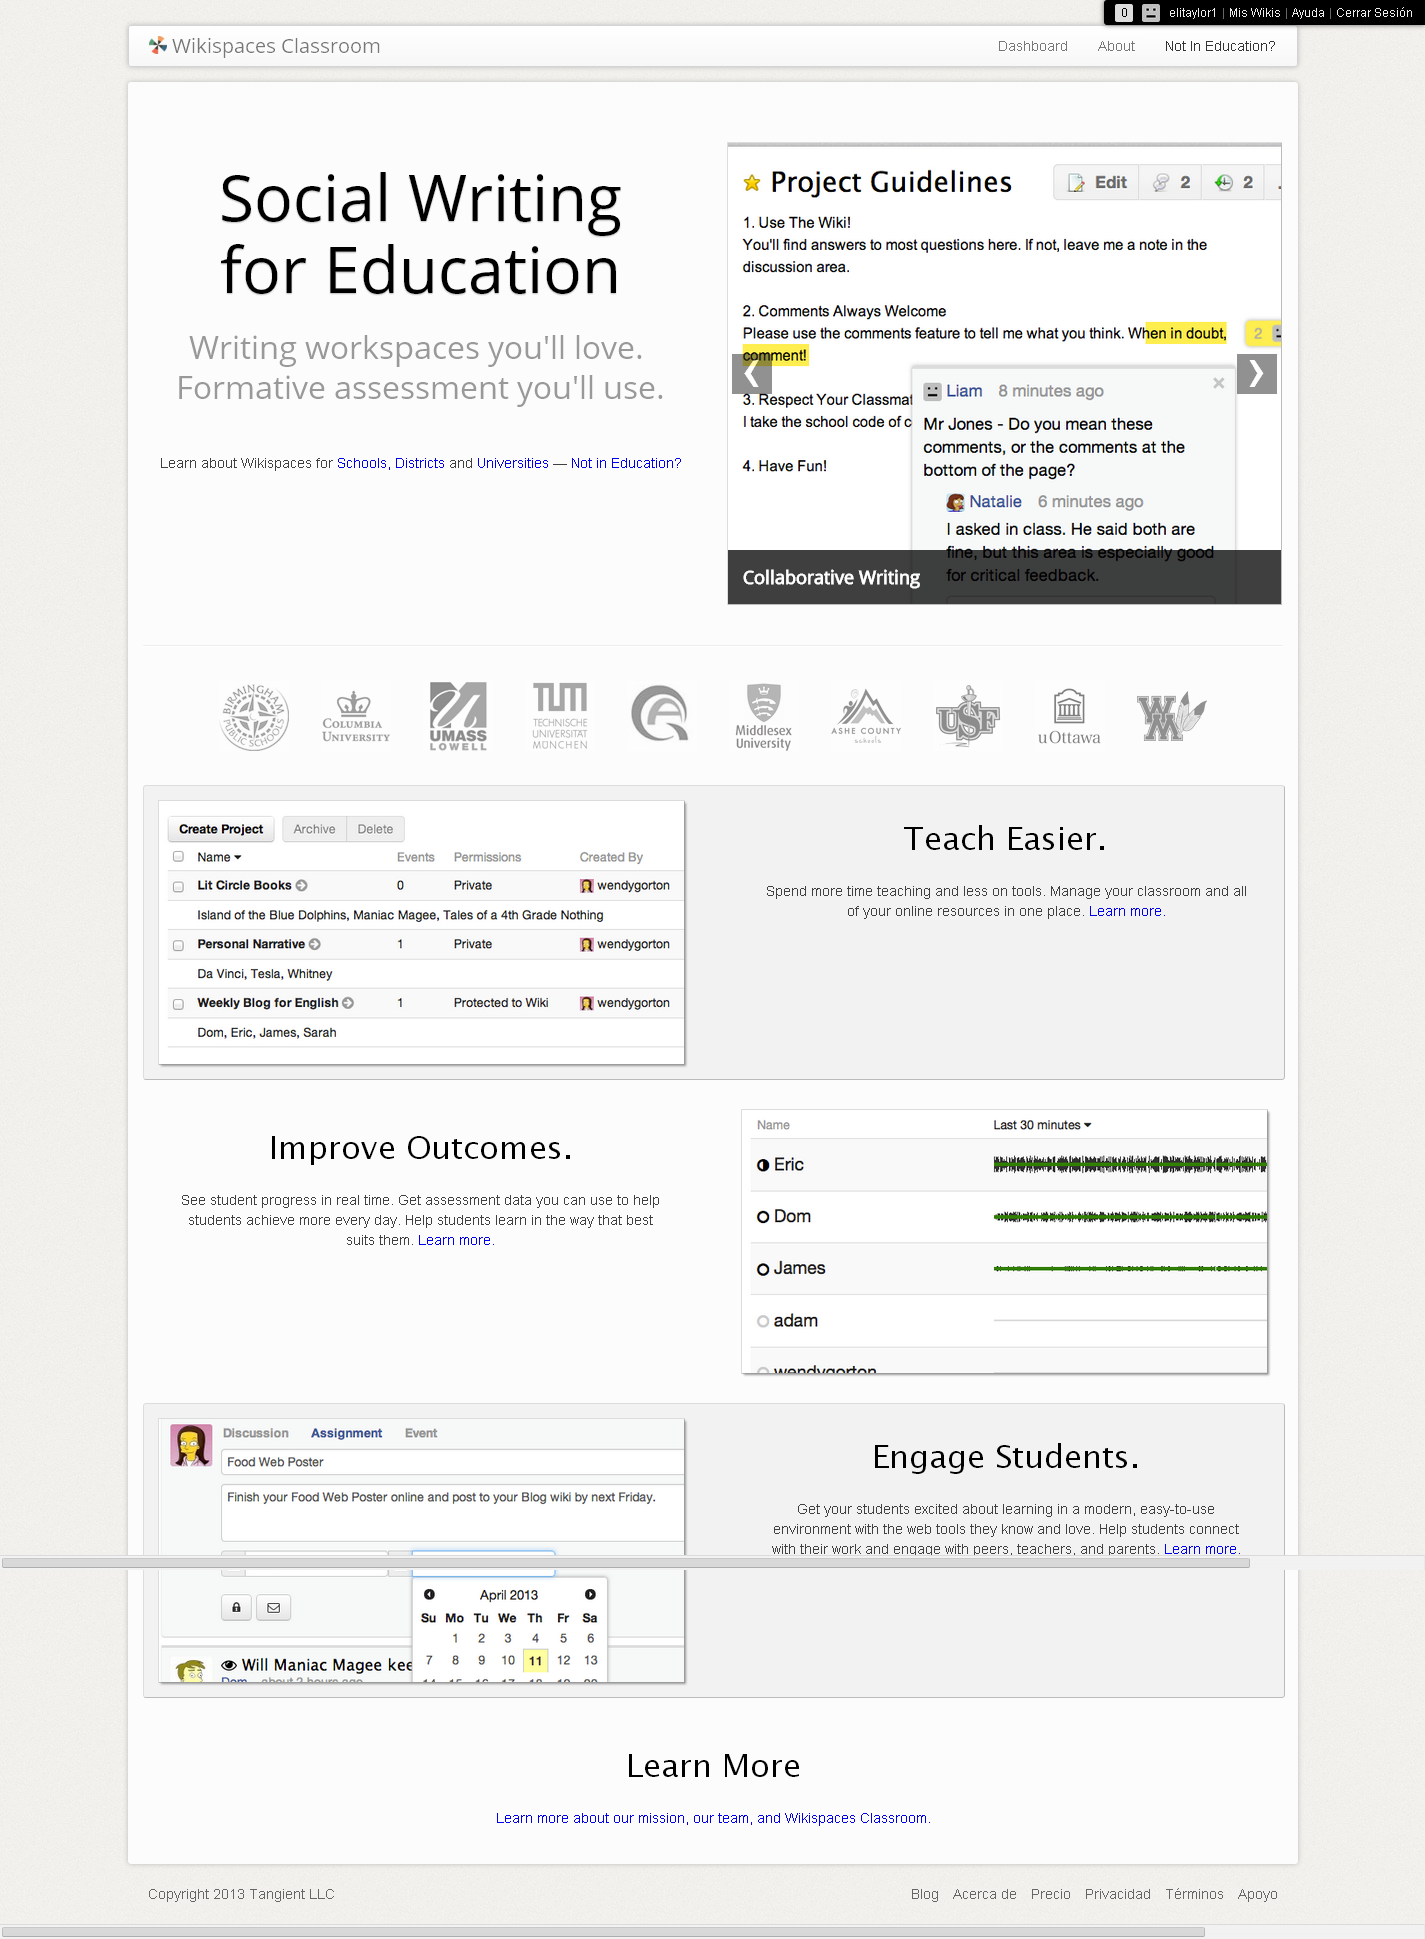 0 elitaylor1 | Mis Wikis | Ayuda | Cerrar Sesión
Wikispaces Classroom
Dashboard About Not In Education?
Social Writing
for Education
Writing workspaces you'll love.
Formative assessment you'll use.
Learn about Wikispaces for Schools, Districts and Universities — Not in Education?
Project Guidelines
Edit 2 2
1. Use The Wiki!
You'll find answers to most questions here. If not, leave me a note in the
discussion area.
2. Comments Always Welcome
Please use the comments feature to tell me what you think. When in doubt,
comment!
2
3. Respect Your Classmat
I take the school code of c
4. Have Fun!
Liam 8 minutes ago
Mr Jones - Do you mean these
comments, or the comments at the
bottom of the page?
Natalie 6 minutes ago
I asked in class. He said both are
fine, but this area is especially good
for critical feedback.
Collaborative Writing
BIRMINGHAM PUBLIC SCHOOLS
COLUMBIA
UNIVERSITY
UMASS
LOWELL
TUM
TECHNISCHE
UNIVERSITÄT
MÜNCHEN
Middlesex
University
ASHE COUNTY
schools
USF
uOttawa
WM
Create Project Archive Delete
Name Events Permissions Created By
Lit Circle Books 0 Private wendygorton
Island of the Blue Dolphins, Maniac Magee, Tales of a 4th Grade Nothing
Personal Narrative 1 Private wendygorton
Da Vinci, Tesla, Whitney
Weekly Blog for English 1 Protected to Wiki wendygorton
Dom, Eric, James, Sarah
Teach Easier.
Spend more time teaching and less on tools. Manage your classroom and all
of your online resources in one place. Learn more.
Improve Outcomes.
See student progress in real time. Get assessment data you can use to help
students achieve more every day. Help students learn in the way that best
suits them. Learn more.
Name Last 30 minutes
Eric
Dom
James
adam
wendygorton
Discussion Assignment Event
Food Web Poster
Finish your Food Web Poster online and post to your Blog wiki by next Friday.
April 2013
Su Mo Tu We Th Fr Sa
1 2 3 4 5 6
7 8 9 10 11 12 13
14 15 16 17 18 19 20
Will Maniac Magee kee
Dom about 2 hours ago
Engage Students.
Get your students excited about learning in a modern, easy-to-use
environment with the web tools they know and love. Help students connect
with their work and engage with peers, teachers, and parents. Learn more.
Learn More
Learn more about our mission, our team, and Wikispaces Classroom.
Copyright 2013 Tangient LLC
Blog Acerca de Precio Privacidad Términos Apoyo